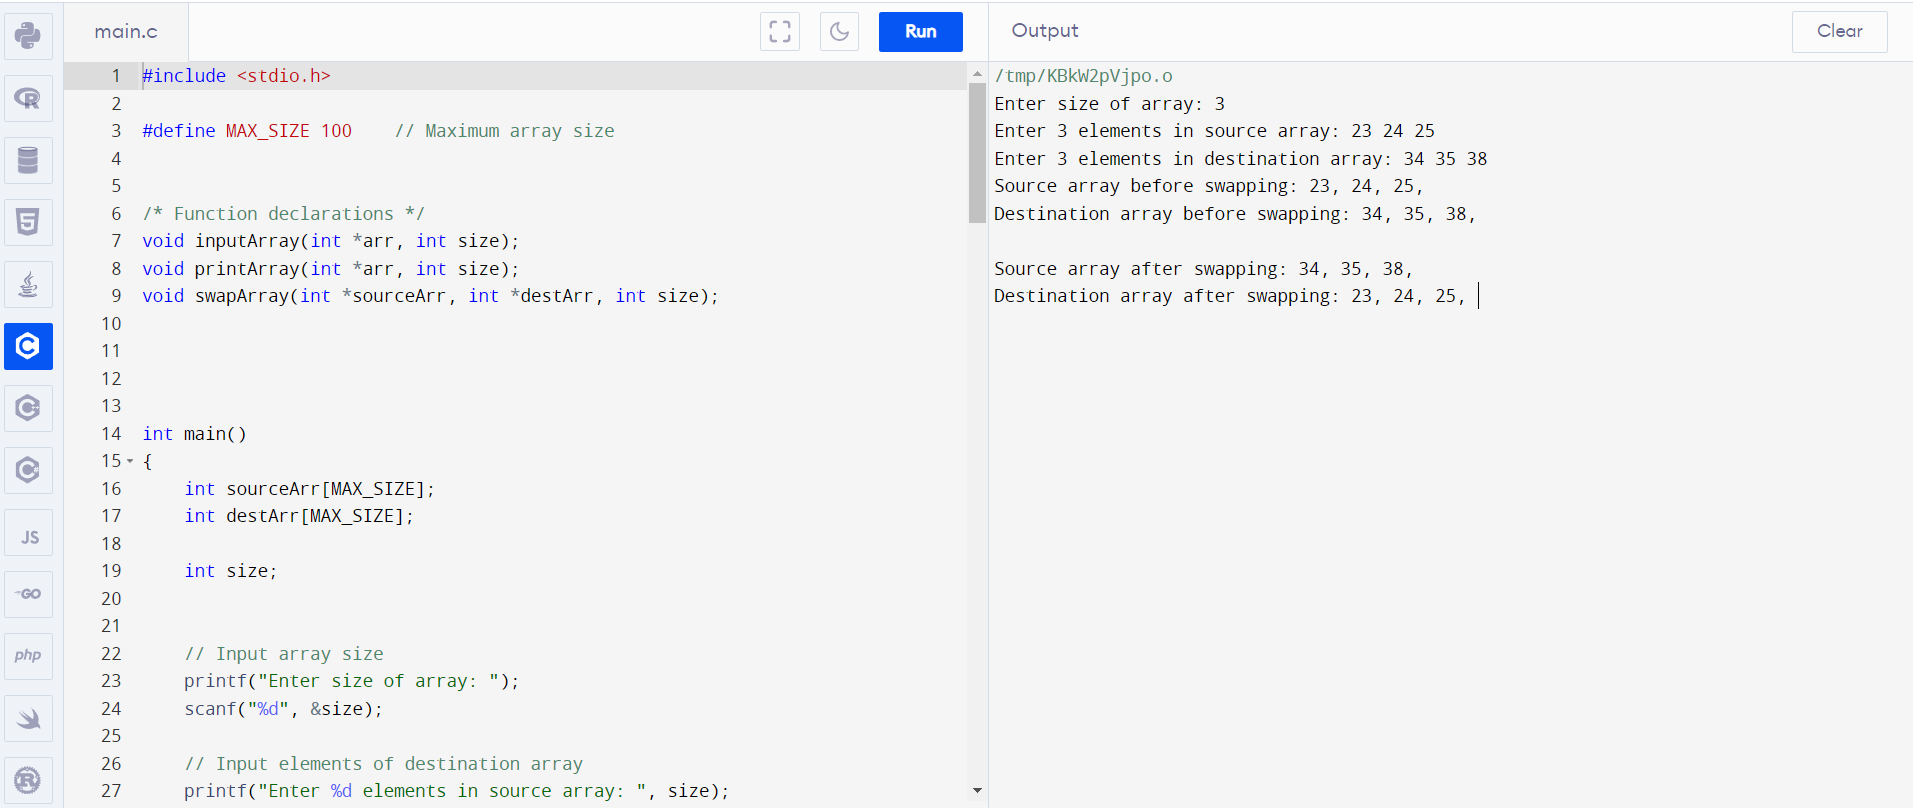 main.c
Run
Output
Clear
1 #include <stdio.h>
2
3 #define MAX_SIZE 100    // Maximum array size
4
5
6 /* Function declarations */
7 void inputArray(int *arr, int size);
8 void printArray(int *arr, int size);
9 void swapArray(int *sourceArr, int *destArr, int size);
10
11
12
13
14 int main()
15 {
16     int sourceArr[MAX_SIZE];
17     int destArr[MAX_SIZE];
18
19     int size;
20
21
22     // Input array size
23     printf("Enter size of array: ");
24     scanf("%d", &size);
25
26     // Input elements of destination array
27     printf("Enter %d elements in source array: ", size);
/tmp/KBkW2pVjpo.o
Enter size of array: 3
Enter 3 elements in source array: 23 24 25
Enter 3 elements in destination array: 34 35 38
Source array before swapping: 23, 24, 25,
Destination array before swapping: 34, 35, 38,

Source array after swapping: 34, 35, 38,
Destination array after swapping: 23, 24, 25,
R
5
C
C
C
JS
GO
php
R